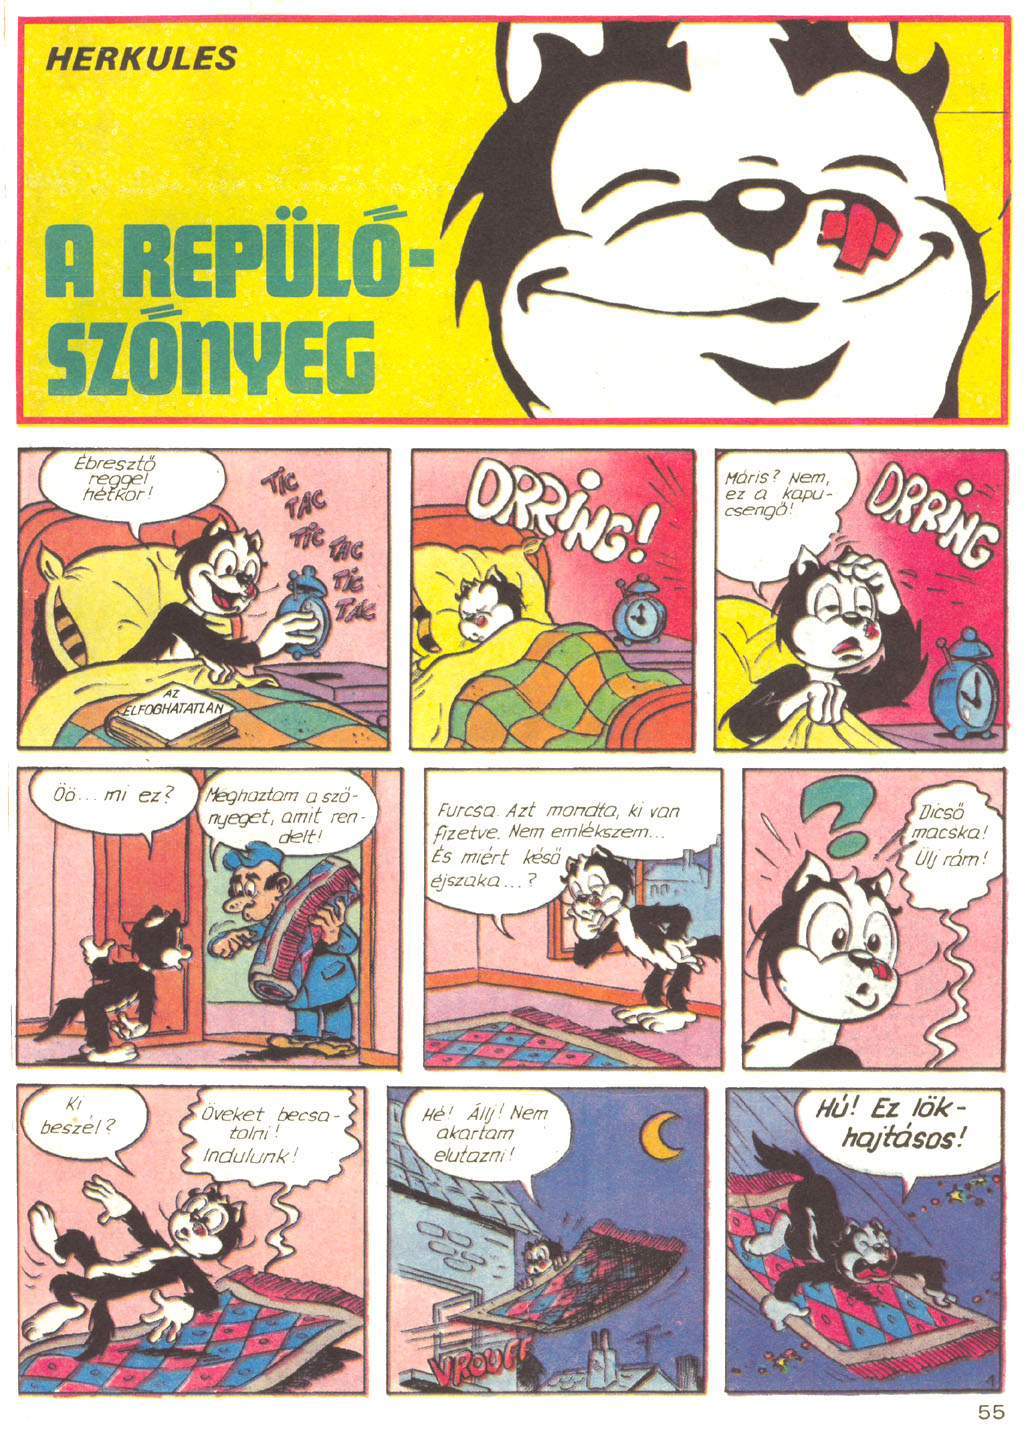 HERKULES
A REPÜLŐ-
SZŐNYEG
Ébresztő
reggel
hétkor!
TIC
TAC
TIC
TAC
TIC
TAC
AZ
ELFOGHATATLAN
DRRING!
Máris? Nem,
ez a kapu-
csengő!
DRRING
Öö... mi ez?
Meghoztam a sző-
nyeget, amit ren-
delt!
Furcsa. Azt mondta, ki van
fizetve. Nem emlékszem...
És miért késő
éjszaka...?
?
Dicső
macska!
Ülj rám!
Ki
beszél?
Öveket becsa-
tolni!
Indulunk!
Hé! Állj! Nem
akartam
elutazni!
VROUF!
Hú! Ez lök-
hajtásos!
1
55